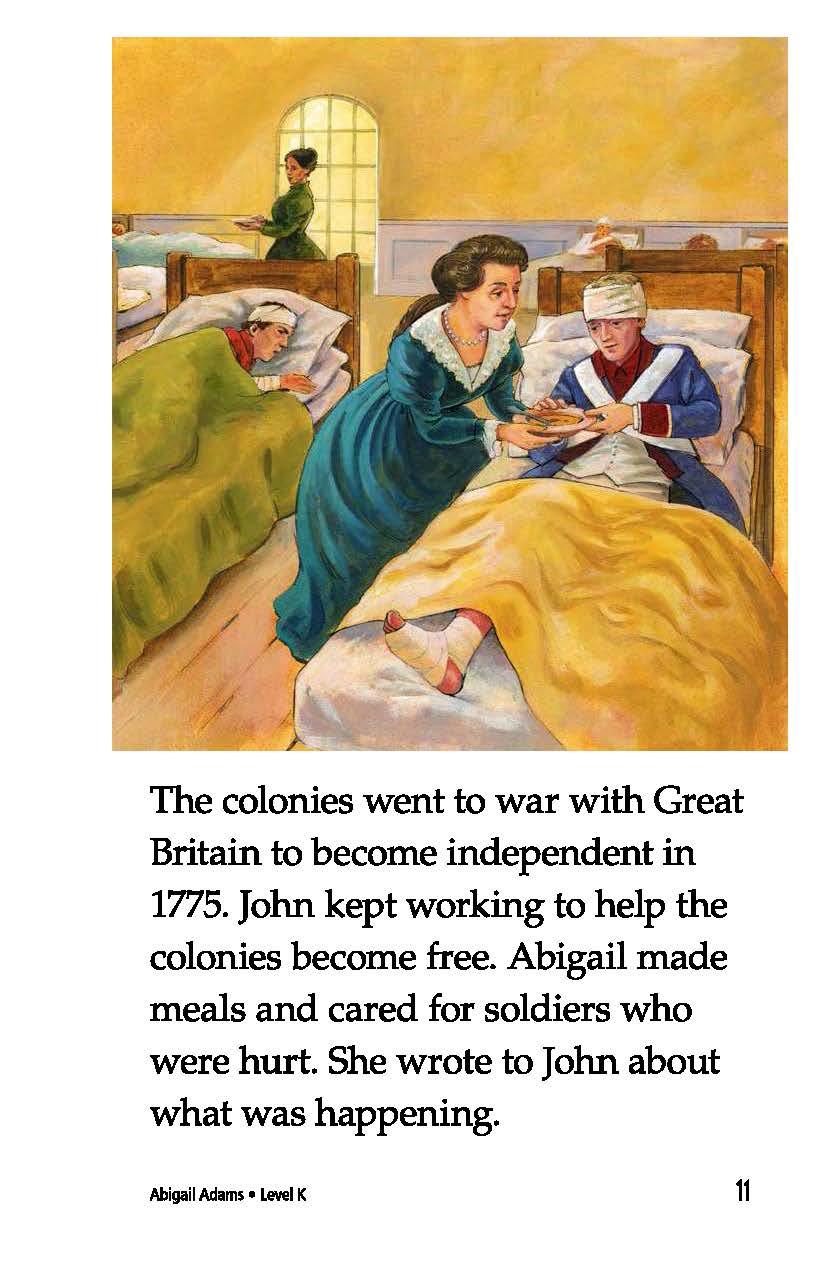 The colonies went to war with Great
Britain to become independent in
1775. John kept working to help the
colonies become free. Abigail made
meals and cared for soldiers who
were hurt. She wrote to John about
what was happening.
Abigail Adams • Level K
11